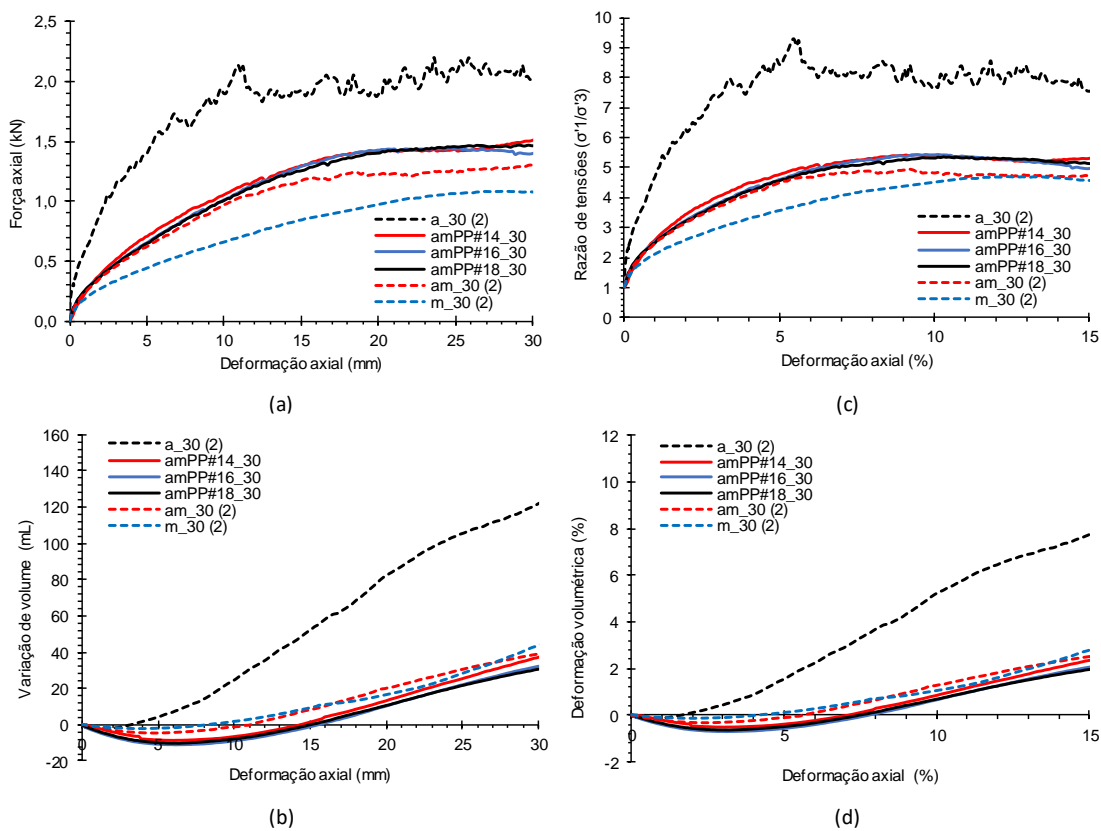 2,5
2,0
1,5
1,0
0,5
0,0
Força axial (kN)
a_30 (2)
amPP#14_30
amPP#16_30
amPP#18_30
am_30 (2)
m_30 (2)
0 5 10 15 20 25 30
Deformação axial (mm)
(a)
10
9
8
7
6
5
4
3
2
1
0
Razão de tensões (σ'1/σ'3)
a_30 (2)
amPP#14_30
amPP#16_30
amPP#18_30
am_30 (2)
m_30 (2)
0 5 10 15
Deformação axial (%)
(c)
160
140
120
100
80
60
40
20
0
-20
Variação de volume (mL)
a_30 (2)
amPP#14_30
amPP#16_30
amPP#18_30
am_30 (2)
m_30 (2)
0 5 10 15 20 25 30
Deformação axial (mm)
(b)
12
10
8
6
4
2
0
-2
Deformação volumétrica (%)
a_30 (2)
amPP#14_30
amPP#16_30
amPP#18_30
am_30 (2)
m_30 (2)
0 5 10 15
Deformação axial (%)
(d)